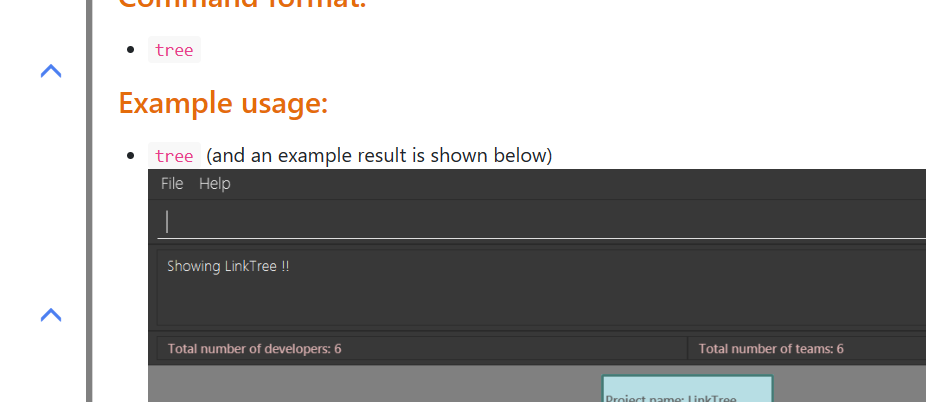 Command format:
tree
Example usage:
tree (and an example result is shown below)
File Help
Showing LinkTree !!
Total number of developers: 6 Total number of teams: 6
Project name: LinkTree